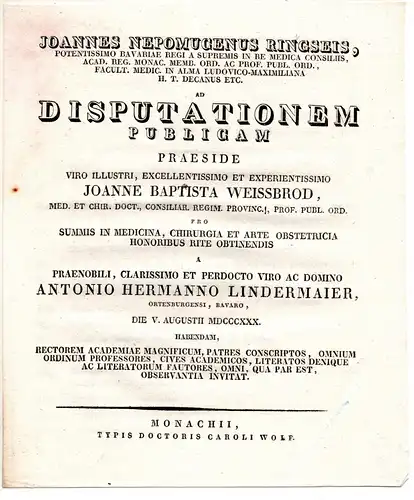 JOANNES NEPOMUCENUS RINGSEIS,
POTENTISSIMO BAVARIAE REGI A SUPREMIS IN RE MEDICA CONSILIIS,
ACAD. REG. MONAC. MEMB. ORD. AC PROF. PUBL. ORD.,
FACULT. MEDIC. IN ALMA LUDOVICO-MAXIMILIANA
H. T. DECANUS ETC.
AD
DISPUTATIONEM
PUBLICAM
PRAESIDE
VIRO ILLUSTRI, EXCELLENTISSIMO ET EXPERIENTISSIMO
JOANNE BAPTISTA WEISSBROD,
MED. ET CHIR. DOCT., CONSILIAR. REGIM. PROVINC., PROF. PUBL. ORD.
PRO
SUMMIS IN MEDICINA, CHIRURGIA ET ARTE OBSTETRICIA
HONORIBUS RITE OBTINENDIS
A
PRAENOBILI, CLARISSIMO ET PERDOCTO VIRO AC DOMINO
ANTONIO HERMANNO LINDERMAIER,
ORTENBURGENSI, BAVARO,
DIE V. AUGUSTII MDCCCXXX.
HABENDAM,
RECTOREM ACADEMIAE MAGNIFICUM, PATRES CONSCRIPTOS, OMNIUM
ORDINUM PROFESSORES, CIVES ACADEMICOS, LITERATOS DENIQUE
AC LITERATORUM FAUTORES, OMNI, QUA PAR EST,
OBSERVANTIA INVITAT.
MONACHII,
TYPIS DOCTORIS CAROLI WOLF.